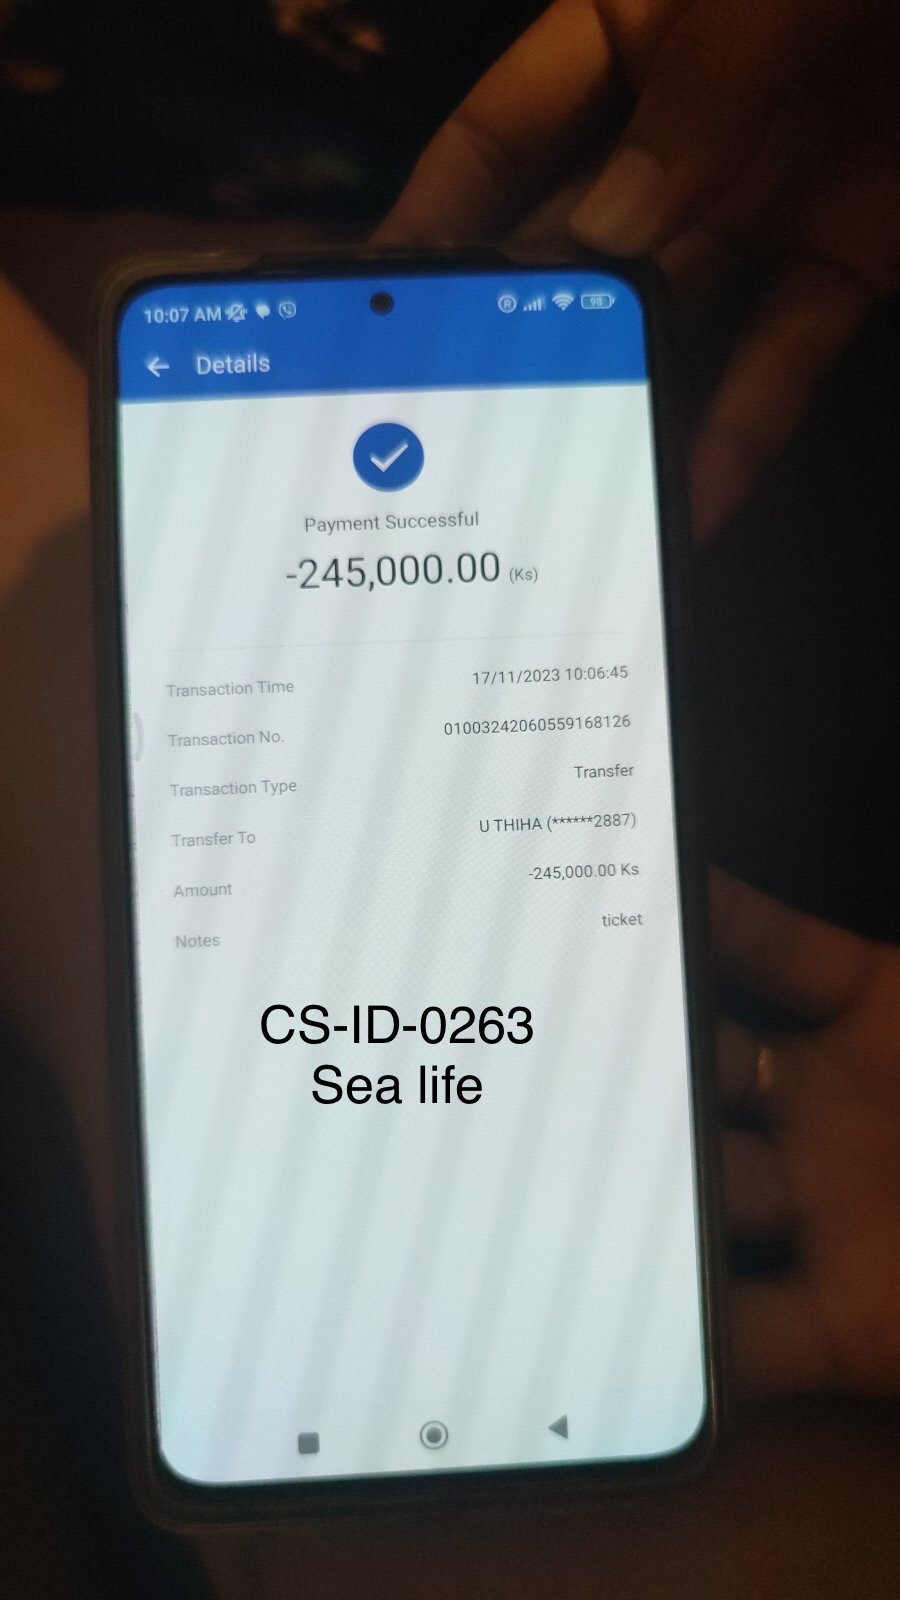 10:07 AM
98
Details
Payment Successful
-245,000.00 (Ks)
Transaction Time 17/11/2023 10:06:45
Transaction No. 01003242060559168126
Transaction Type Transfer
Transfer To U THIHA (******2887)
Amount -245,000.00 Ks
Notes ticket
CS-ID-0263
Sea life